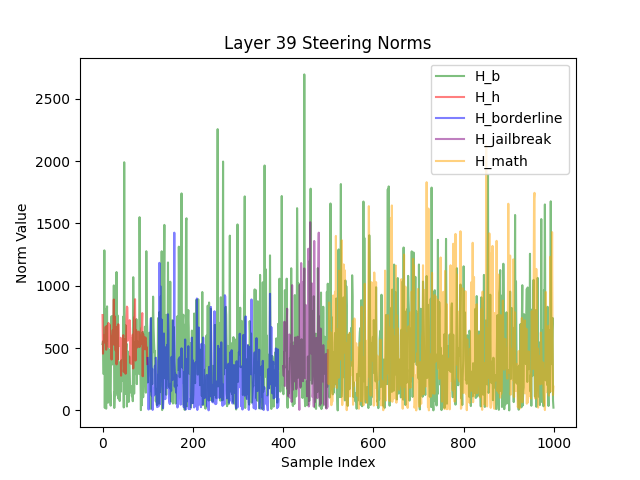 Layer 39 Steering Norms
H_b
H_h
H_borderline
H_jailbreak
H_math
Norm Value
2500
2000
1500
1000
500
0
0 200 400 600 800 1000
Sample Index